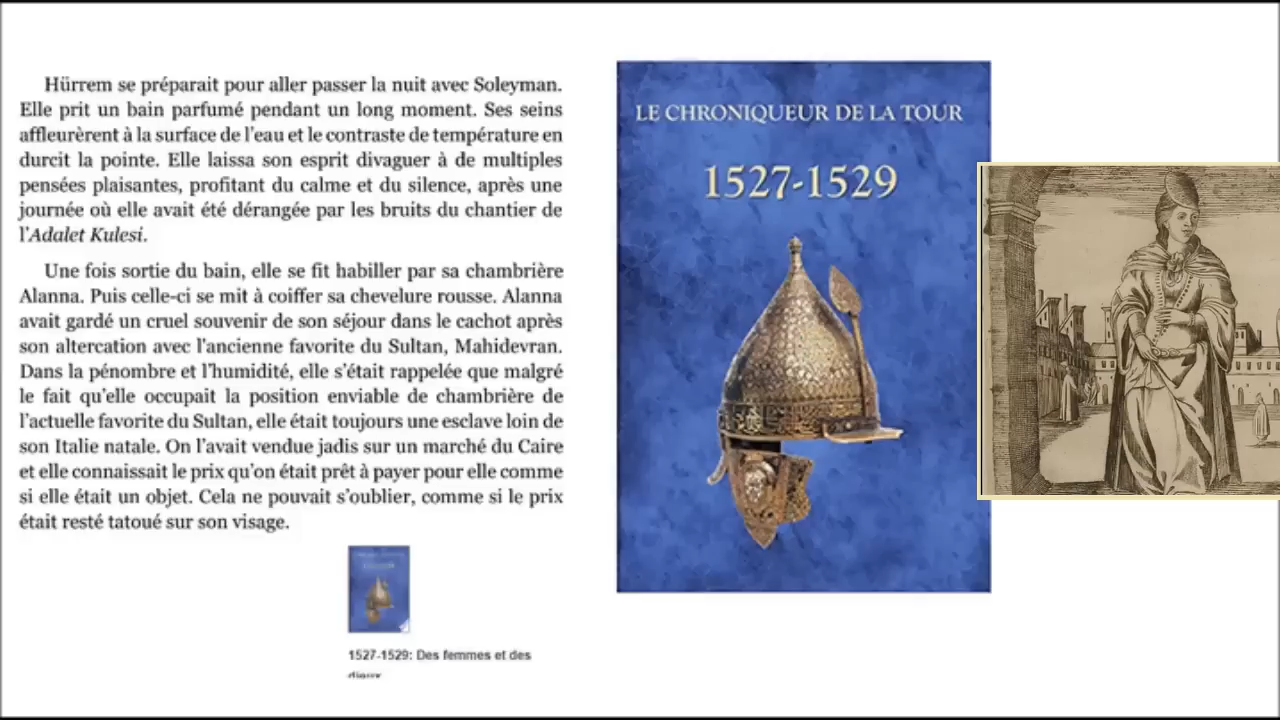 Hürrem se préparait pour aller passer la nuit avec Soleyman.
Elle prit un bain parfumé pendant un long moment. Ses seins
affleurèrent à la surface de l'eau et le contraste de température en
durcit la pointe. Elle laissa son esprit divaguer à de multiples
pensées plaisantes, profitant du calme et du silence, après une
journée où elle avait été dérangée par les bruits du chantier de
l'Adalet Kulesi.
Une fois sortie du bain, elle se fit habiller par sa chambrière
Alanna. Puis celle-ci se mit à coiffer sa chevelure rousse. Alanna
avait gardé un cruel souvenir de son séjour dans le cachot après
son altercation avec l'ancienne favorite du Sultan, Mahidevran.
Dans la pénombre et l'humidité, elle s'était rappelée que malgré
le fait qu'elle occupait la position enviable de chambrière de
l'actuelle favorite du Sultan, elle était toujours une esclave loin de
son Italie natale. On l'avait vendue jadis sur un marché du Caire
et elle connaissait le prix qu'on était prêt à payer pour elle comme
si elle était un objet. Cela ne pouvait s'oublier, comme si le prix
était resté tatoué sur son visage.
1527-1529: Des femmes et des
LE CHRONIQUEUR DE LA TOUR
1527-1529